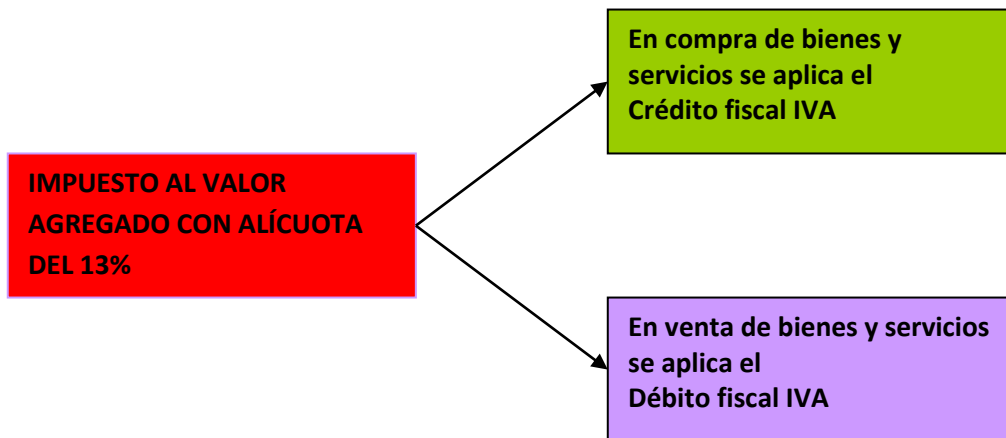 En compra de bienes y
servicios se aplica el
Crédito fiscal IVA
IMPUESTO AL VALOR
AGREGADO CON ALÍCUOTA
DEL 13%
En venta de bienes y servicios
se aplica el
Débito fiscal IVA